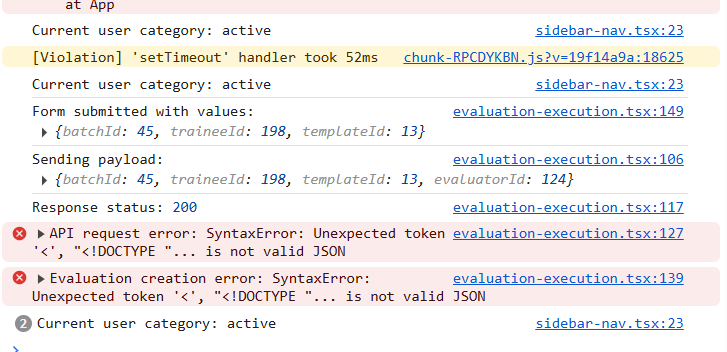 at App
Current user category: active sidebar-nav.tsx:23
[Violation] 'setTimeout' handler took 52ms chunk-RPCDYKBN.js?v=19f14a9a:18625
Current user category: active sidebar-nav.tsx:23
Form submitted with values: evaluation-execution.tsx:149
{batchId: 45, traineeId: 198, templateId: 13}
Sending payload: evaluation-execution.tsx:106
{batchId: 45, traineeId: 198, templateId: 13, evaluatorId: 124}
Response status: 200 evaluation-execution.tsx:117
API request error: SyntaxError: Unexpected token evaluation-execution.tsx:127
'<', "<!DOCTYPE "... is not valid JSON
Evaluation creation error: SyntaxError: evaluation-execution.tsx:139
Unexpected token '<', "<!DOCTYPE "... is not valid JSON
2 Current user category: active sidebar-nav.tsx:23